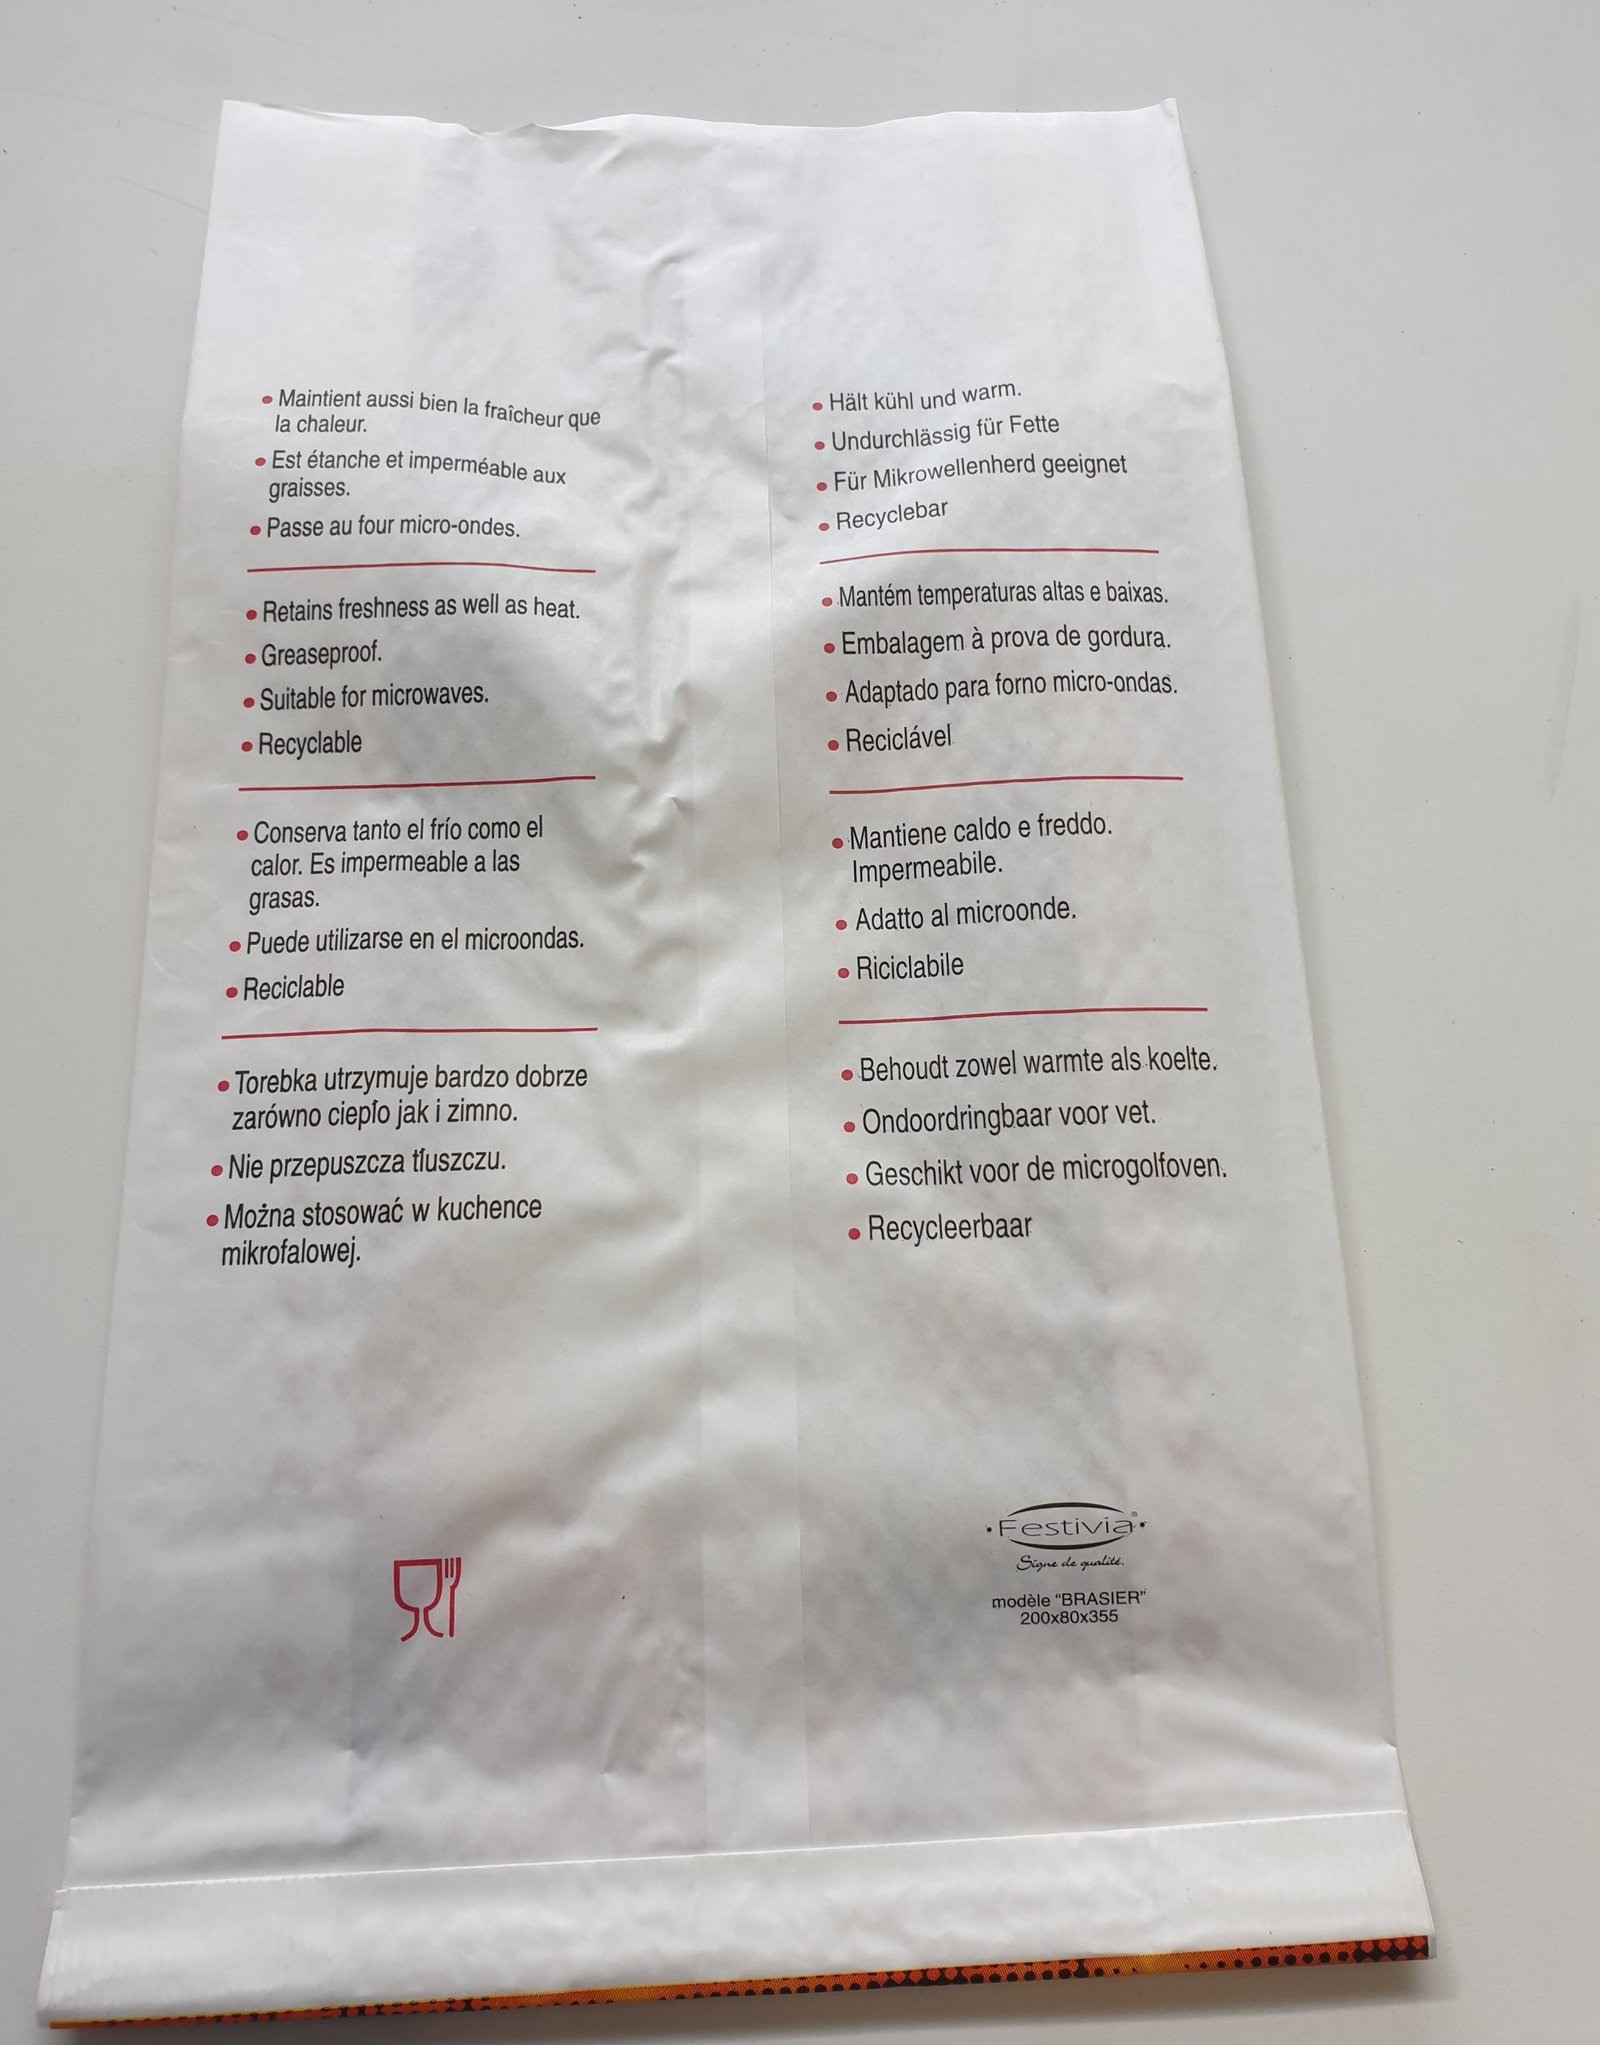 • Maintient aussi bien la fraîcheur que
la chaleur.
• Est étanche et imperméable aux
graisses.
• Passe au four micro-ondes.
• Retains freshness as well as heat.
• Greaseproof.
• Suitable for microwaves.
• Recyclable
• Conserva tanto el frío como el
calor. Es impermeable a las
grasas.
• Puede utilizarse en el microondas.
• Reciclable
• Torebka utrzymuje bardzo dobrze
zarówno ciepło jak i zimno.
• Nie przepuszcza tłuszczu.
• Można stosować w kuchence
mikrofalowej.
• Hält kühl und warm.
• Undurchlässig für Fette
• Für Mikrowellenherd geeignet
• Recyclebar
• Mantém temperaturas altas e baixas.
• Embalagem à prova de gordura.
• Adaptado para forno micro-ondas.
• Reciclável
• Mantiene caldo e freddo.
Impermeabile.
• Adatto al microonde.
• Riciclabile
• Behoudt zowel warmte als koelte.
• Ondoordringbaar voor vet.
• Geschikt voor de microgolfoven.
• Recycleerbaar
• Festivia® •
Signe de qualité.
modèle “BRASIER”
200x80x355